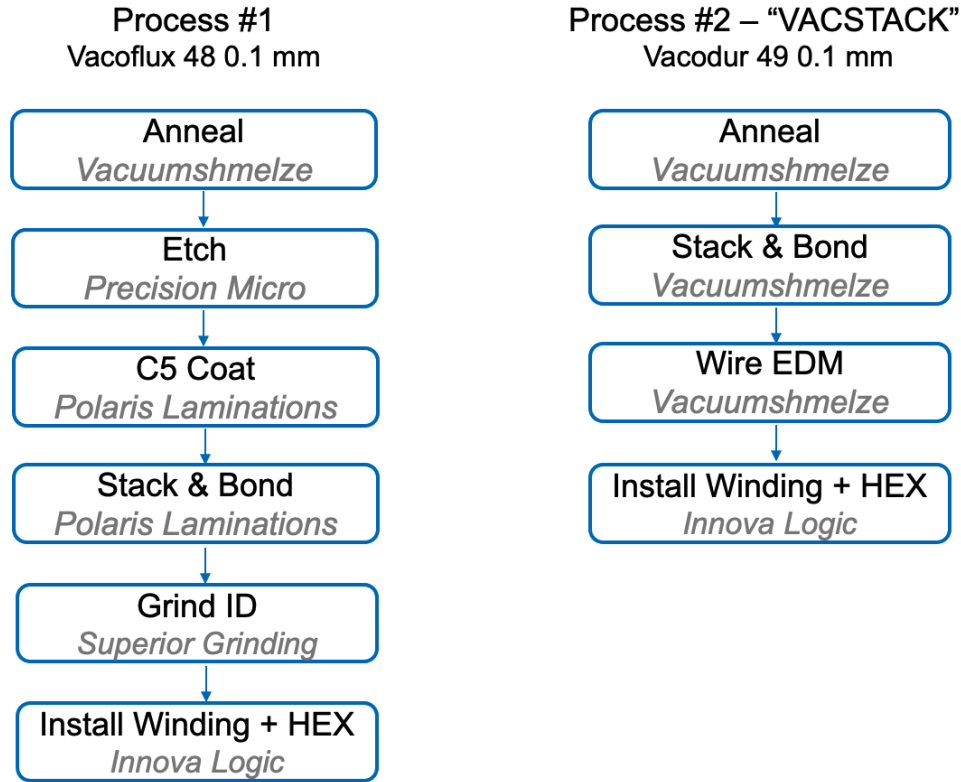 Process #1
Vacoflux 48 0.1 mm
Anneal
Vacuumshmelze
Etch
Precision Micro
C5 Coat
Polaris Laminations
Stack & Bond
Polaris Laminations
Grind ID
Superior Grinding
Install Winding + HEX
Innova Logic
Process #2 – “VACSTACK”
Vacodur 49 0.1 mm
Anneal
Vacuumshmelze
Stack & Bond
Vacuumshmelze
Wire EDM
Vacuumshmelze
Install Winding + HEX
Innova Logic